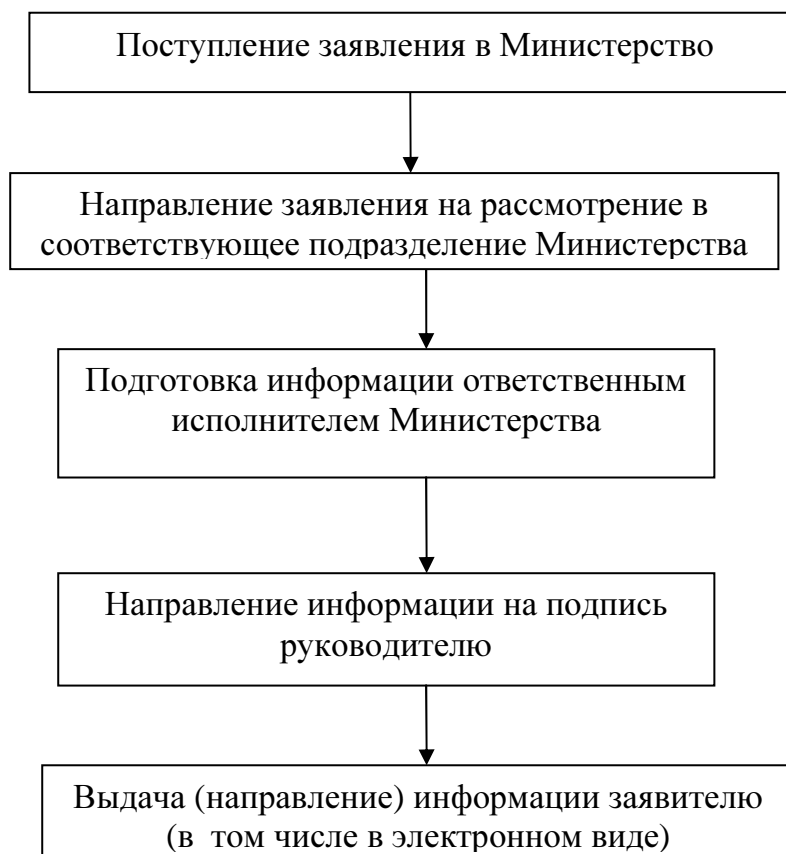 Поступление заявления в Министерство
Направление заявления на рассмотрение в
соответствующее подразделение Министерства
Подготовка информации ответственным
исполнителем Министерства
Направление информации на подпись
руководителю
Выдача (направление) информации заявителю
(в том числе в электронном виде)